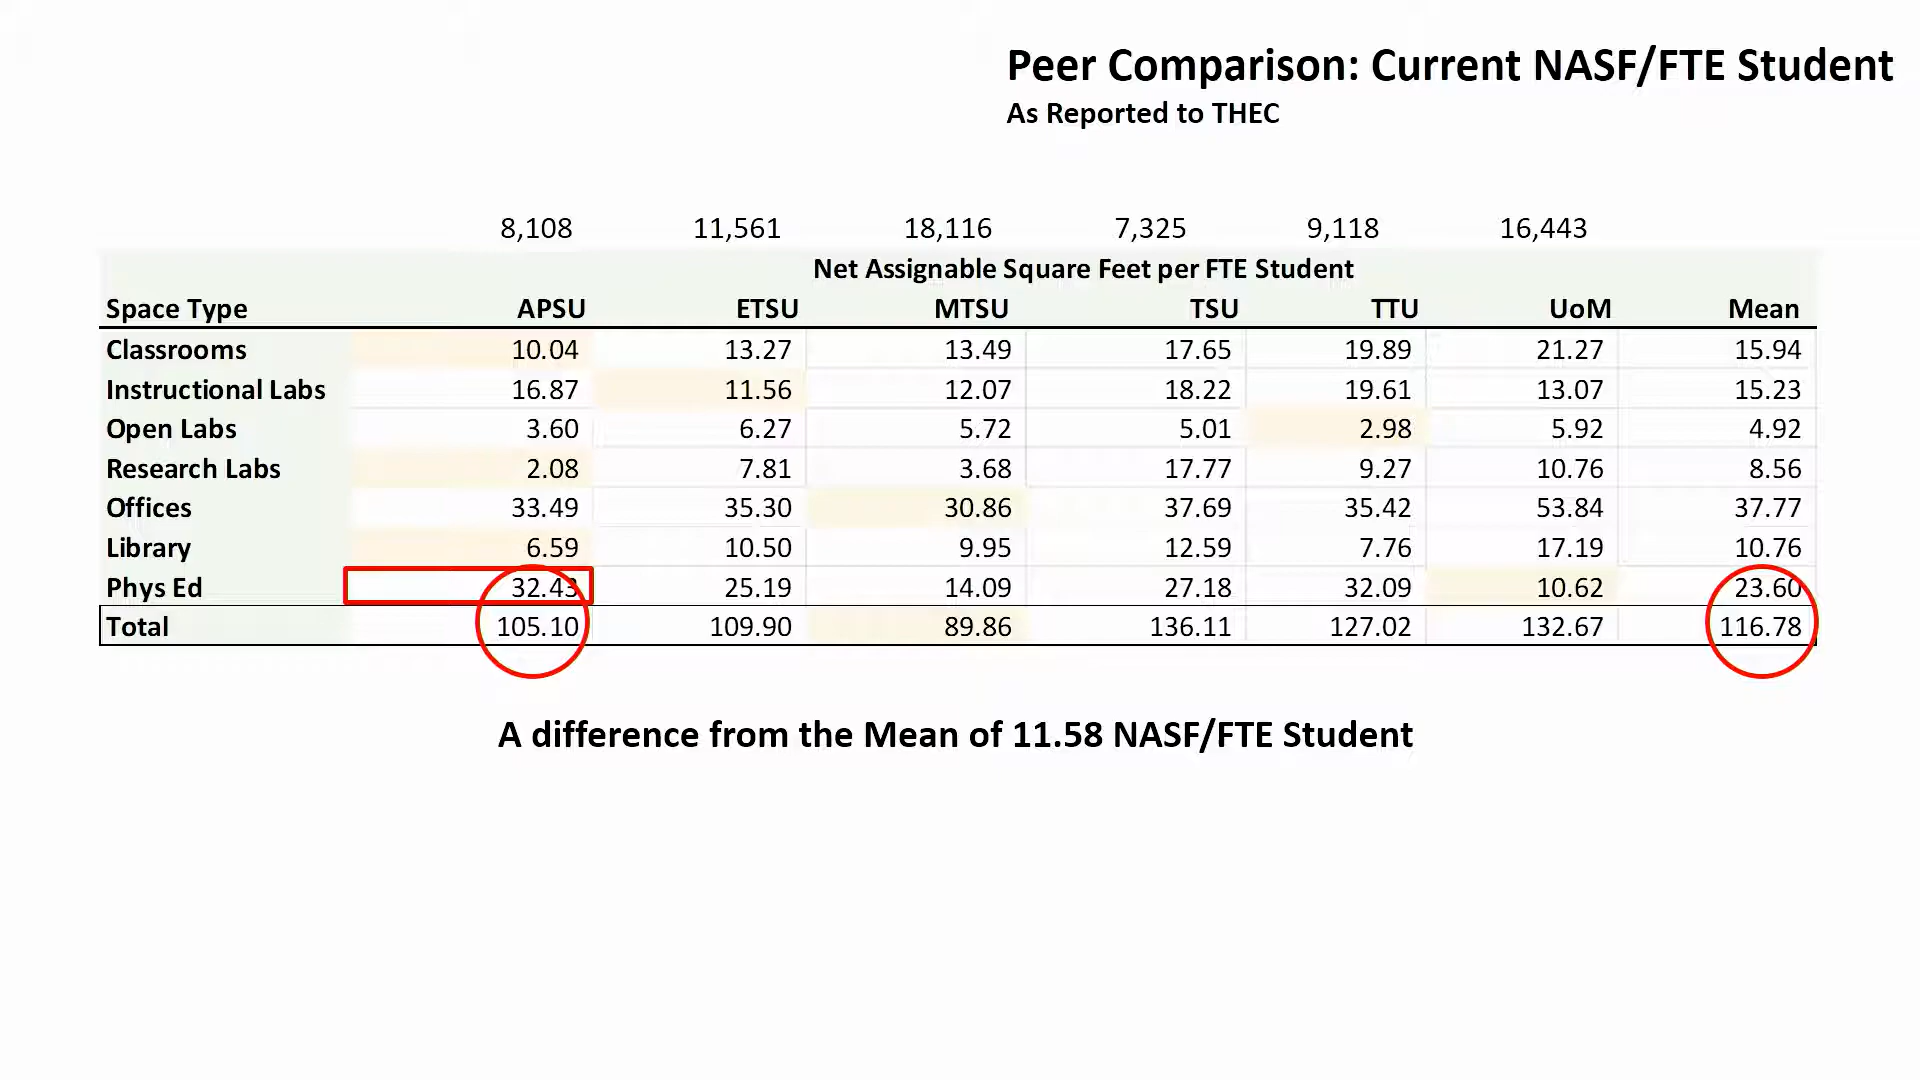 Peer Comparison: Current NASF/FTE Student
As Reported to THEC
8,108 11,561 18,116 7,325 9,118 16,443
Net Assignable Square Feet per FTE Student
Space Type APSU ETSU MTSU TSU TTU UoM Mean
Classrooms 10.04 13.27 13.49 17.65 19.89 21.27 15.94
Instructional Labs 16.87 11.56 12.07 18.22 19.61 13.07 15.23
Open Labs 3.60 6.27 5.72 5.01 2.98 5.92 4.92
Research Labs 2.08 7.81 3.68 17.77 9.27 10.76 8.56
Offices 33.49 35.30 30.86 37.69 35.42 53.84 37.77
Library 6.59 10.50 9.95 12.59 7.76 17.19 10.76
Phys Ed 32.43 25.19 14.09 27.18 32.09 10.62 23.60
Total 105.10 109.90 89.86 136.11 127.02 132.67 116.78
A difference from the Mean of 11.58 NASF/FTE Student